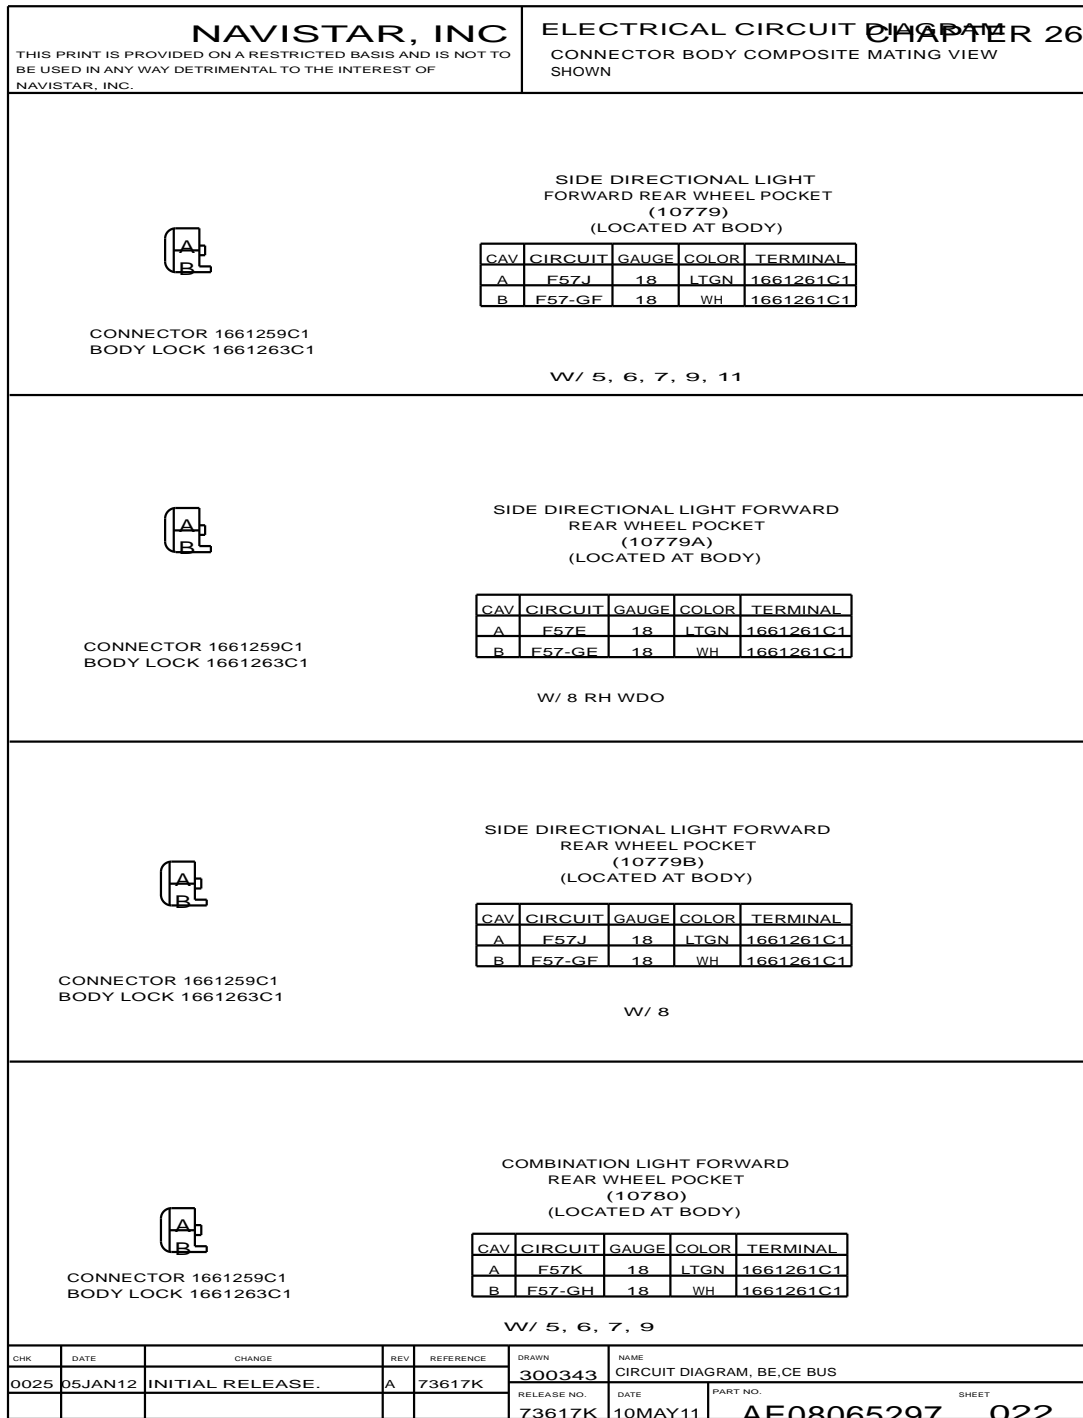 NAVISTAR, INC
THIS PRINT IS PROVIDED ON A RESTRICTED BASIS AND IS NOT TO
BE USED IN ANY WAY DETRIMENTAL TO THE INTEREST OF
NAVISTAR, INC.
ELECTRICAL CIRCUIT DIAGRAM
CHAPTER 26
CONNECTOR BODY COMPOSITE MATING VIEW
SHOWN
SIDE DIRECTIONAL LIGHT
FORWARD REAR WHEEL POCKET
(10779)
(LOCATED AT BODY)
A
B
CAV CIRCUIT GAUGE COLOR TERMINAL
A F57J 18 LTGN 1661261C1
B F57-GF 18 WH 1661261C1
CONNECTOR 1661259C1
BODY LOCK 1661263C1
W/ 5, 6, 7, 9, 11
SIDE DIRECTIONAL LIGHT FORWARD
REAR WHEEL POCKET
(10779A)
(LOCATED AT BODY)
A
B
CAV CIRCUIT GAUGE COLOR TERMINAL
A F57E 18 LTGN 1661261C1
B F57-GE 18 WH 1661261C1
CONNECTOR 1661259C1
BODY LOCK 1661263C1
W/ 8 RH WDO
SIDE DIRECTIONAL LIGHT FORWARD
REAR WHEEL POCKET
(10779B)
(LOCATED AT BODY)
A
B
CAV CIRCUIT GAUGE COLOR TERMINAL
A F57J 18 LTGN 1661261C1
B F57-GF 18 WH 1661261C1
CONNECTOR 1661259C1
BODY LOCK 1661263C1
W/ 8
COMBINATION LIGHT FORWARD
REAR WHEEL POCKET
(10780)
(LOCATED AT BODY)
A
B
CAV CIRCUIT GAUGE COLOR TERMINAL
A F57K 18 LTGN 1661261C1
B F57-GH 18 WH 1661261C1
CONNECTOR 1661259C1
BODY LOCK 1661263C1
W/ 5, 6, 7, 9
CHK DATE CHANGE REV REFERENCE
0025 05JAN12 INITIAL RELEASE. A 73617K
DRAWN NAME
300343 CIRCUIT DIAGRAM, BE,CE BUS
RELEASE NO. DATE PART NO. SHEET
73617K 10MAY11 AE08065297 022